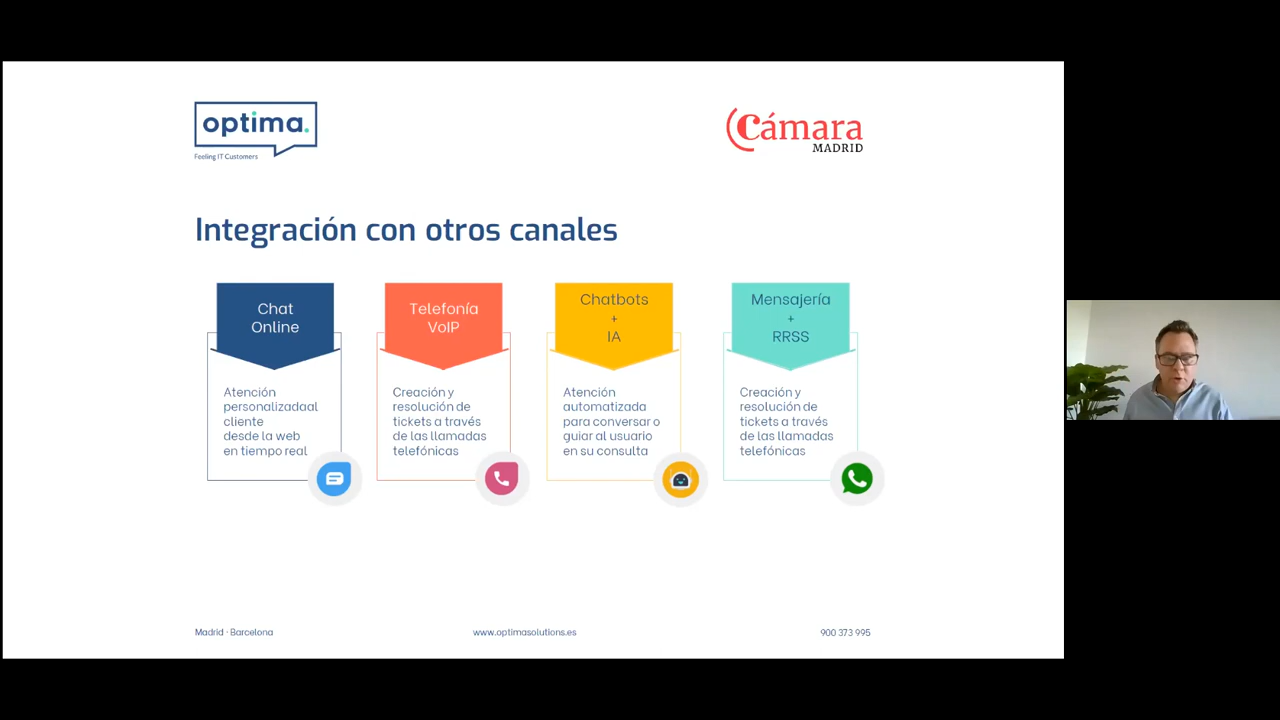 optima.
Feeling IT Customers
Cámara
MADRID
Integración con otros canales
Chat
Online
Atención
personalizadaal
cliente
desde la web
en tiempo real
Telefonía
VoIP
Creación y
resolución de
tickets a través
de las llamadas
telefónicas
Chatbots
+
IA
Atención
automatizada
para conversar o
guiar al usuario
en su consulta
Mensajería
+
RRSS
Creación y
resolución de
tickets a través
de las llamadas
telefónicas
Madrid · Barcelona
www.optimasolutions.es
900 373 995